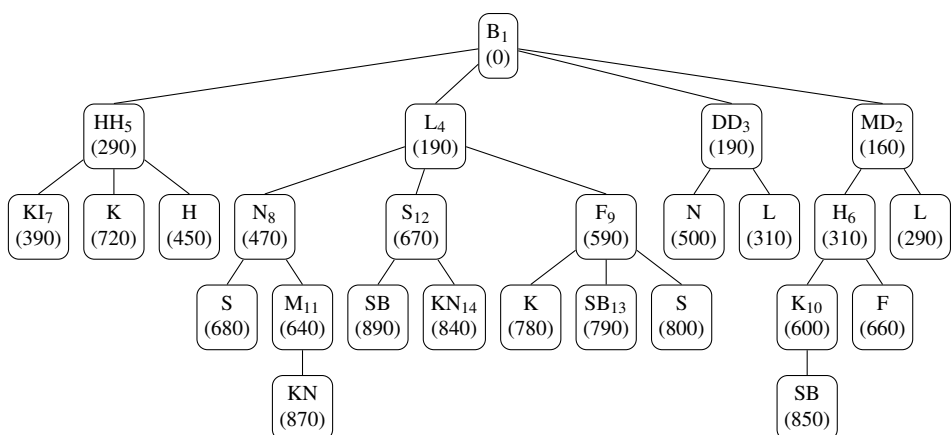 B₁
(0)
HH₅ L₄ DD₃ MD₂
(290) (190) (190) (160)
KI₇ K H N₈ S₁₂ F₉ N L H₆ L
(390) (720) (450) (470) (670) (590) (500) (310) (310) (290)
S M₁₁ SB KN₁₄ K SB₁₃ S K₁₀ F
(680) (640) (890) (840) (780) (790) (800) (600) (660)
KN SB
(870) (850)